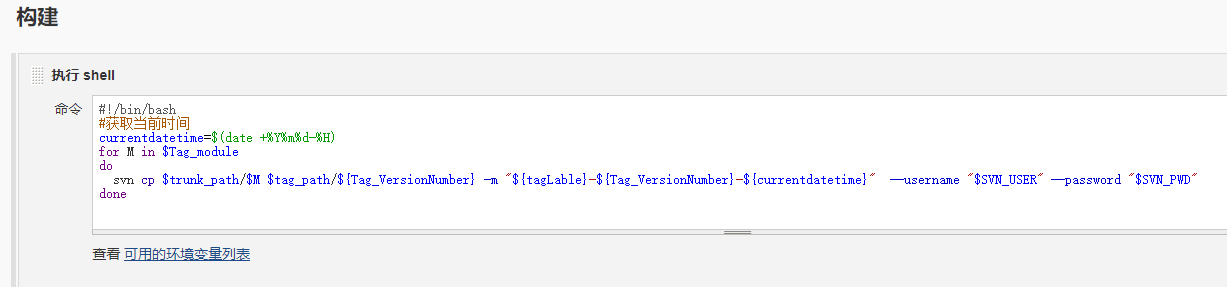 构建
执行 shell
命令
#!/bin/bash
#获取当前时间
currentdatetime=$(date +%Y%m%d-%H)
for M in $Tag_module
do
  svn cp $trunk_path/$M $tag_path/${Tag_VersionNumber} -m "${tagLable}-${Tag_VersionNumber}-${currentdatetime}"  --username "$SVN_USER" --password "$SVN_PWD"
done
查看 可用的环境变量列表